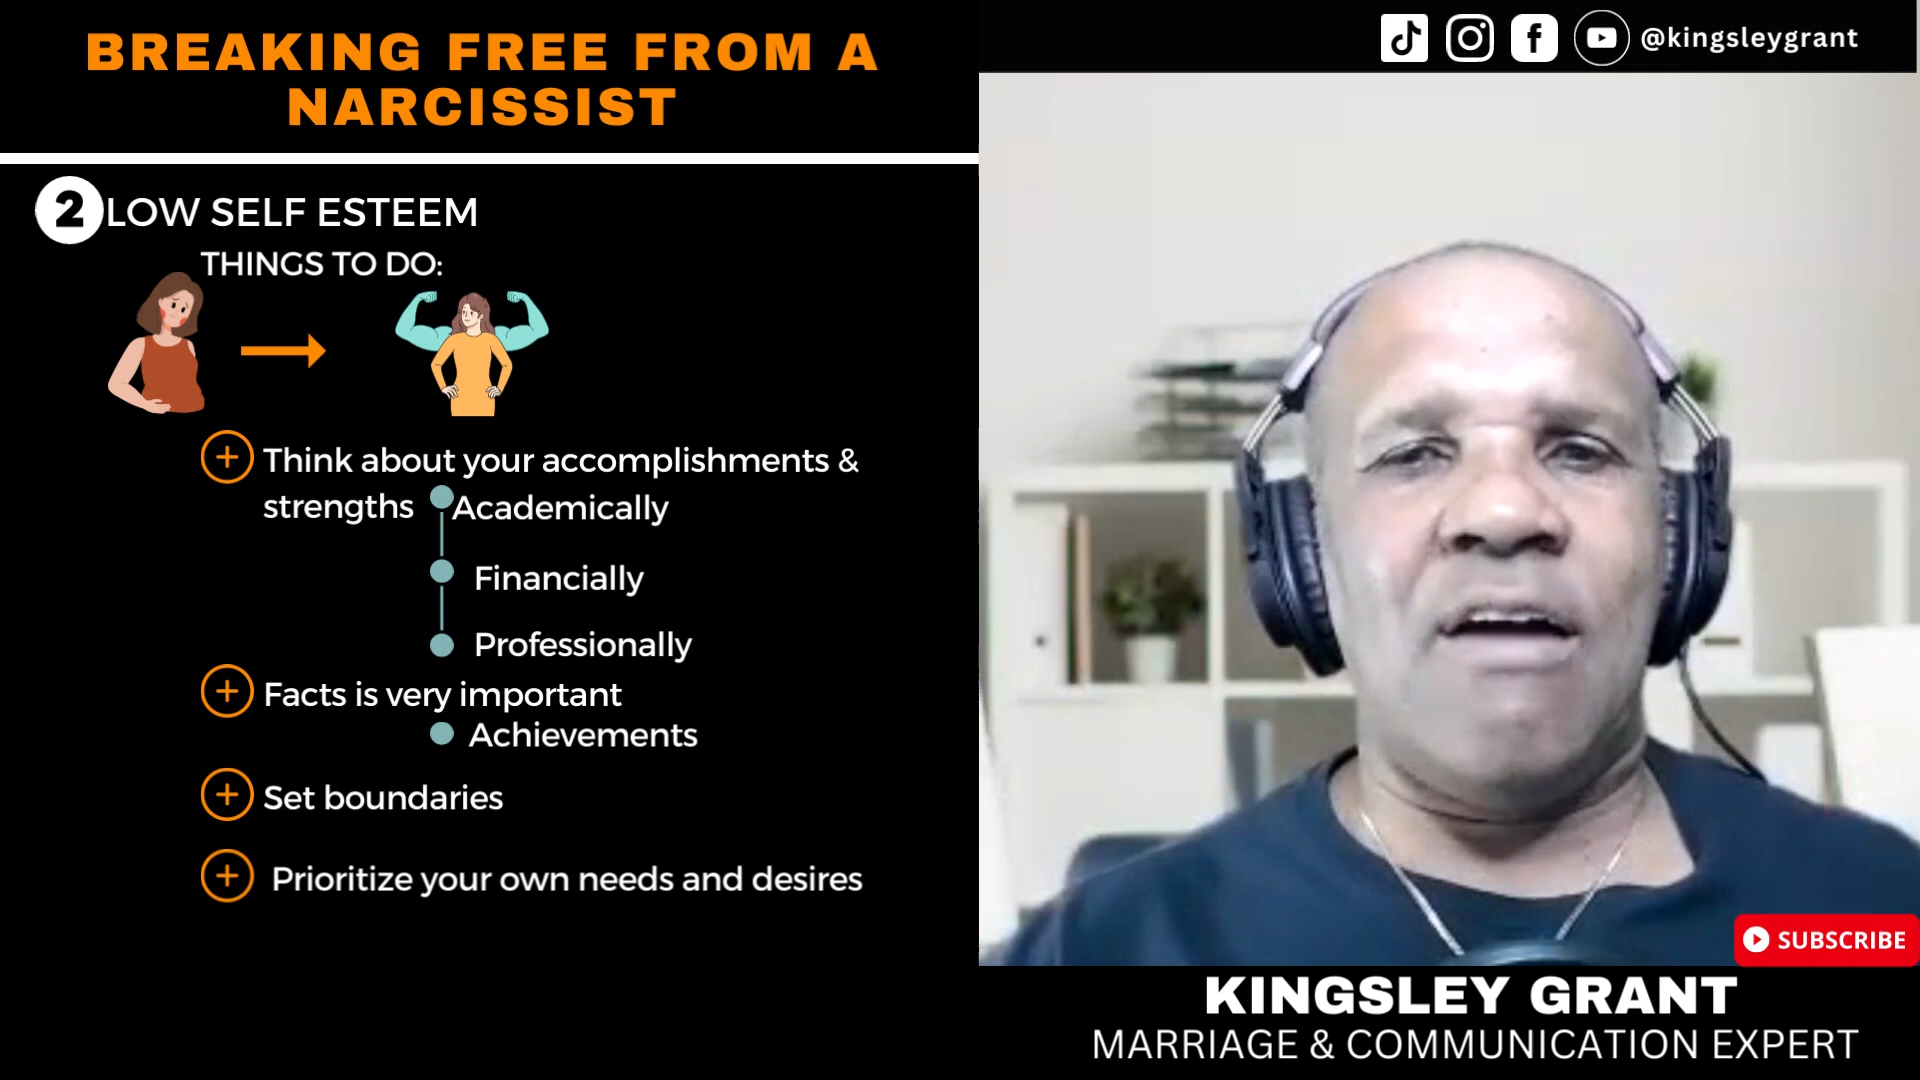 BREAKING FREE FROM A
NARCISSIST
2 LOW SELF ESTEEM
THINGS TO DO:
Think about your accomplishments &
strengths
Academically
Financially
Professionally
Facts is very important
Achievements
Set boundaries
Prioritize your own needs and desires
@kingsleygrant
SUBSCRIBE
KINGSLEY GRANT
MARRIAGE & COMMUNICATION EXPERT